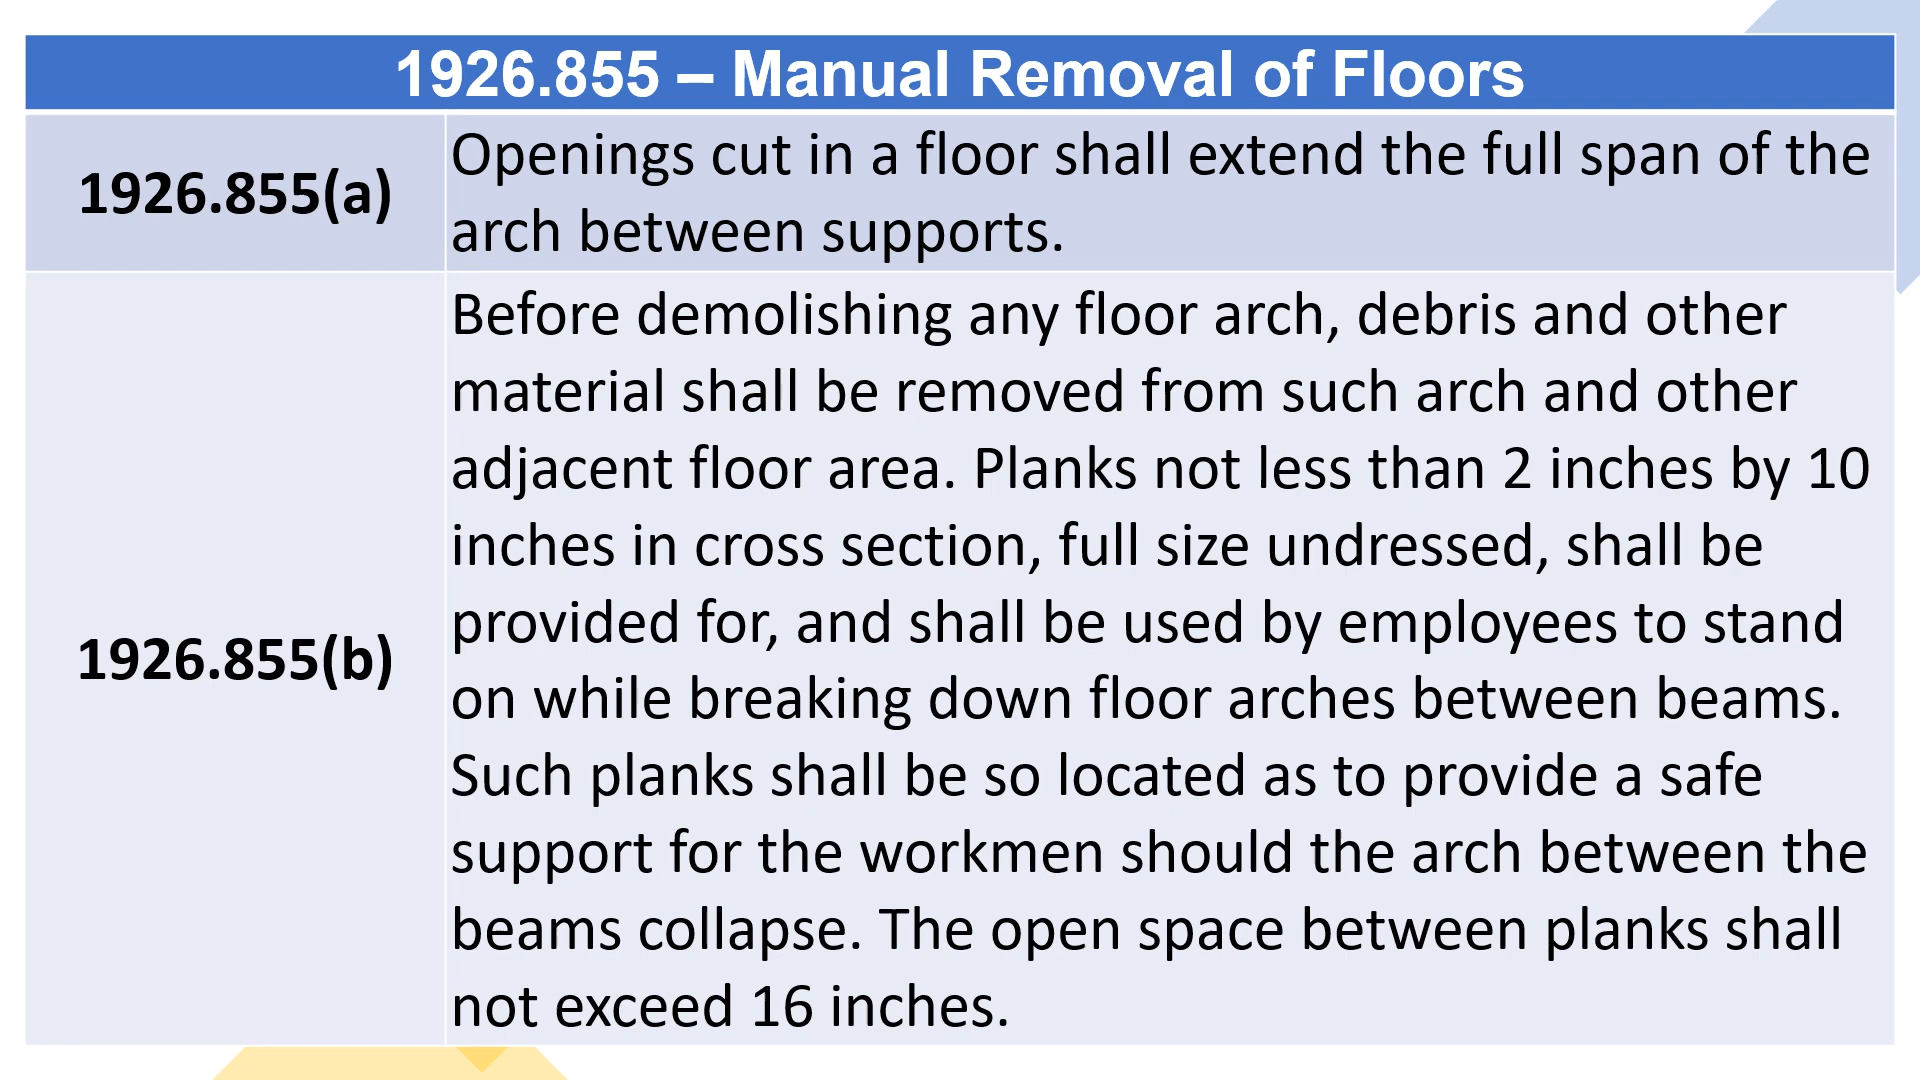 1926.855 – Manual Removal of Floors
1926.855(a)
Openings cut in a floor shall extend the full span of the
arch between supports.
1926.855(b)
Before demolishing any floor arch, debris and other
material shall be removed from such arch and other
adjacent floor area. Planks not less than 2 inches by 10
inches in cross section, full size undressed, shall be
provided for, and shall be used by employees to stand
on while breaking down floor arches between beams.
Such planks shall be so located as to provide a safe
support for the workmen should the arch between the
beams collapse. The open space between planks shall
not exceed 16 inches.